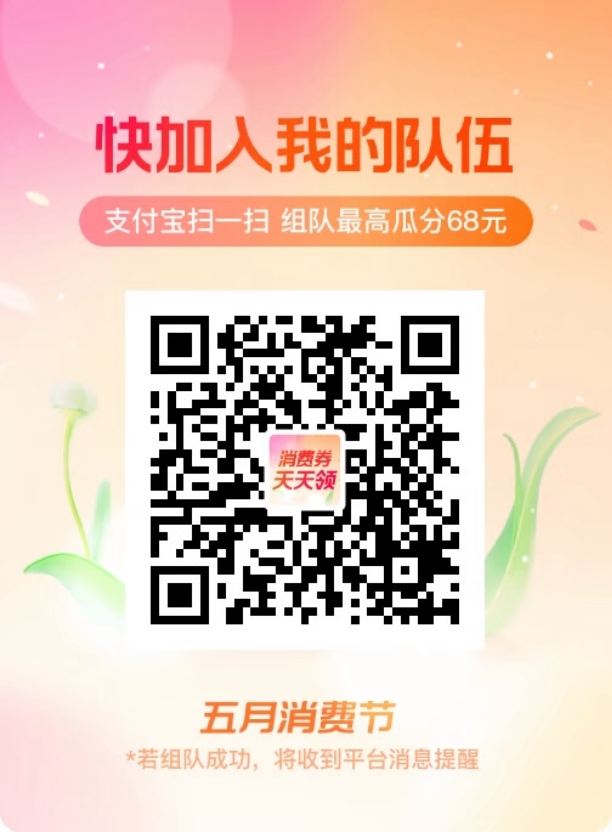 快加入我的队伍
支付宝扫一扫 组队最高瓜分68元
消费券
天天领
五月消费节
*若组队成功，将收到平台消息提醒